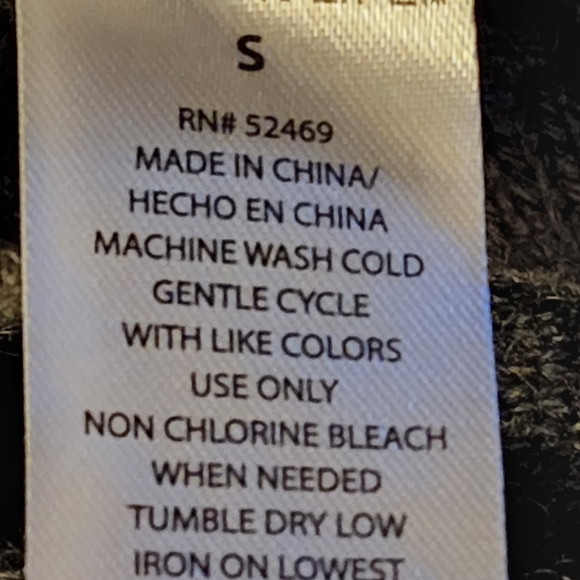 S
RN# 52469
MADE IN CHINA/
HECHO EN CHINA
MACHINE WASH COLD
GENTLE CYCLE
WITH LIKE COLORS
USE ONLY
NON CHLORINE BLEACH
WHEN NEEDED
TUMBLE DRY LOW
IRON ON LOWEST